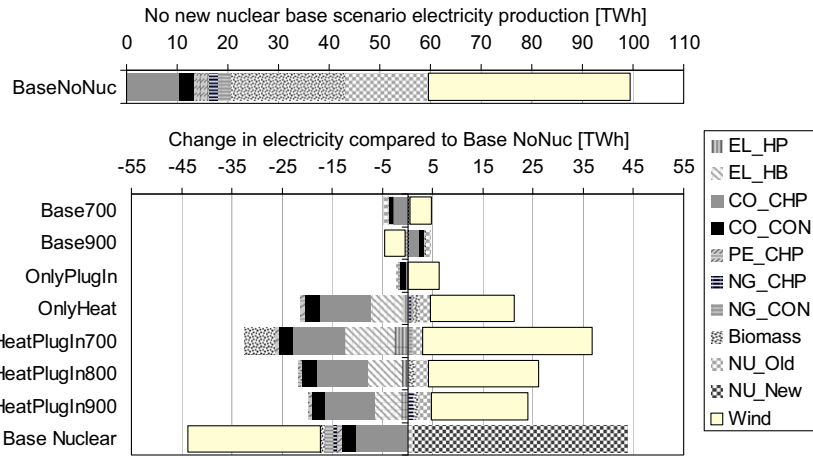 No new nuclear base scenario electricity production [TWh]
0 10 20 30 40 50 60 70 80 90 100 110
BaseNoNuc
Change in electricity compared to Base NoNuc [TWh]
-55 -45 -35 -25 -15 -5 5 15 25 35 45 55
Base700
Base900
OnlyPlugIn
OnlyHeat
HeatPlugIn700
HeatPlugIn800
HeatPlugIn900
Base Nuclear
EL_HP
EL_HB
CO_CHP
CO_CON
PE_CHP
NG_CHP
NG_CON
Biomass
NU_Old
NU_New
Wind